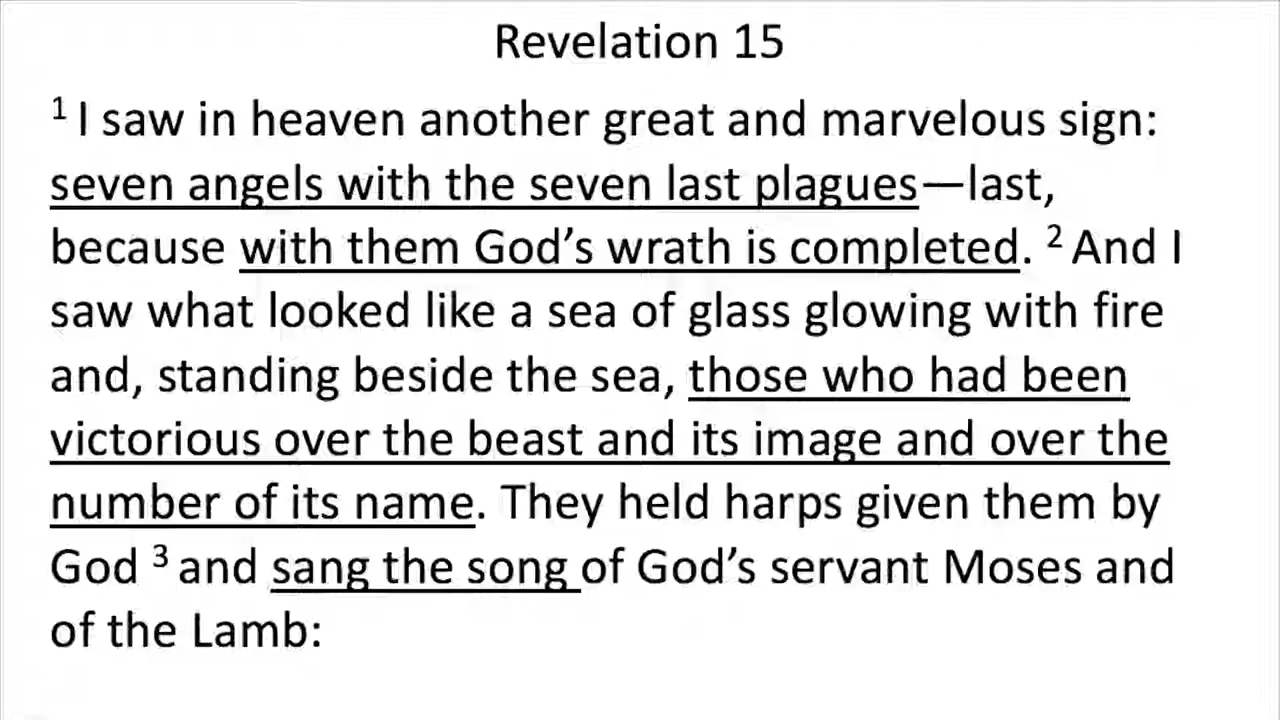 Revelation 15
¹ I saw in heaven another great and marvelous sign:
seven angels with the seven last plagues—last,
because with them God’s wrath is completed. ² And I
saw what looked like a sea of glass glowing with fire
and, standing beside the sea, those who had been
victorious over the beast and its image and over the
number of its name. They held harps given them by
God ³ and sang the song of God’s servant Moses and
of the Lamb: